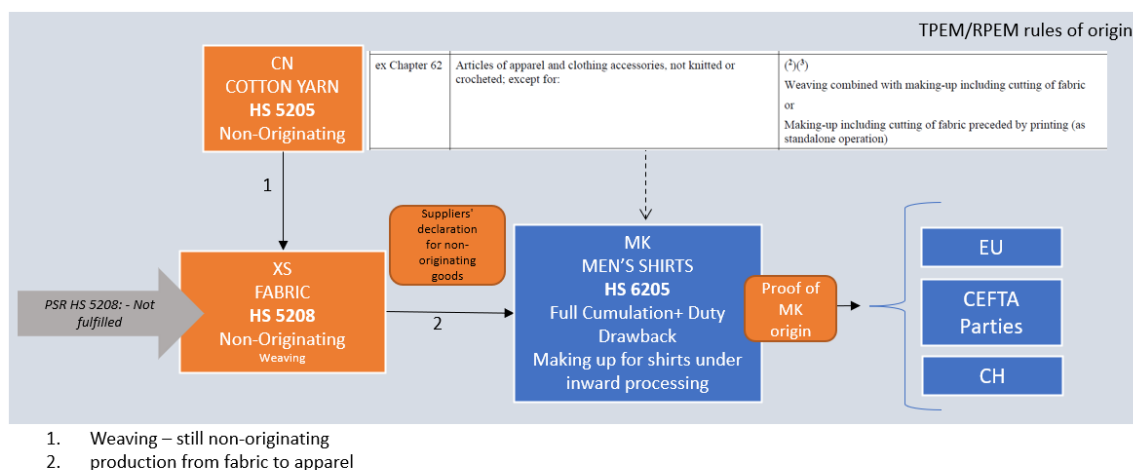 TPEM/RPEM rules of origin
CN
COTTON YARN
HS 5205
Non-Originating
ex Chapter 62
Articles of apparel and clothing accessories, not knitted or
crocheted; except for:
(²)(³)
Weaving combined with making-up including cutting of fabric
or
Making-up including cutting of fabric preceded by printing (as
standalone operation)
1
Suppliers'
declaration
for non-
originating
goods
PSR HS 5208: - Not
fulfilled
XS
FABRIC
HS 5208
Non-Originating
Weaving
2
MK
MEN'S SHIRTS
HS 6205
Full Cumulation+ Duty
Drawback
Making up for shirts under
inward processing
Proof of
MK
origin
EU
CEFTA
Parties
CH
1. Weaving – still non-originating
2. production from fabric to apparel